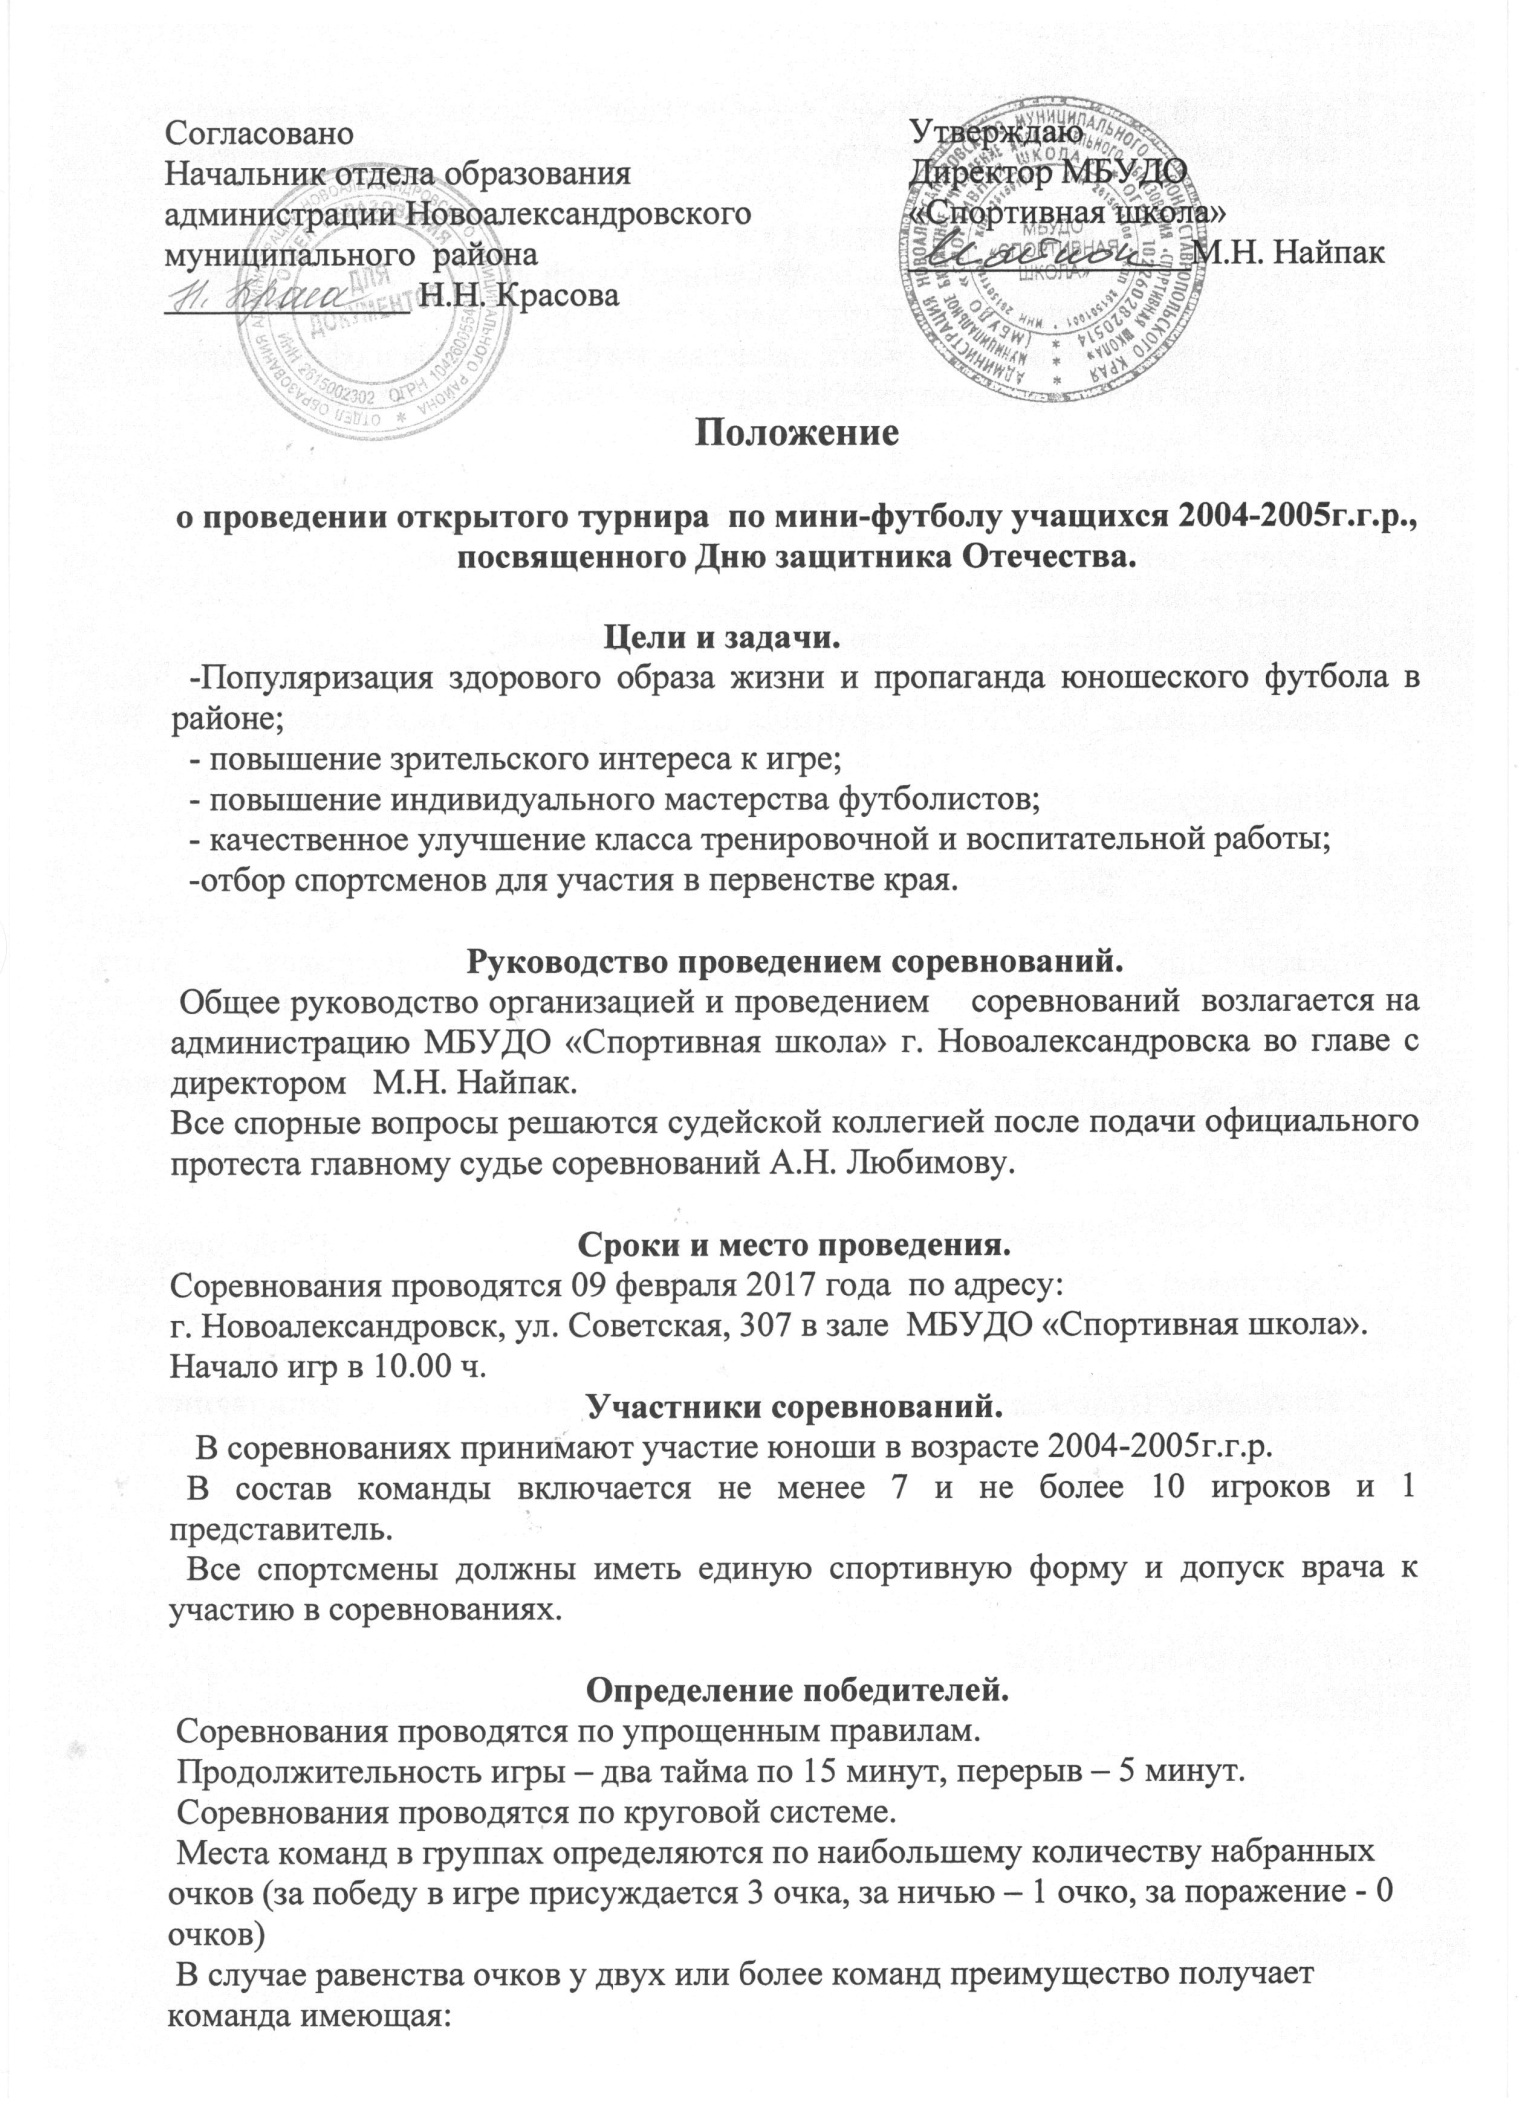 Согласовано
Начальник отдела образования
администрации Новоалександровского
муниципального района
Н.Н. Красова
Утверждаю
Директор МБУДО
«Спортивная школа»
М.Н. Найпак
ДЛЯ
ДОКУМЕНТОВ
ИНН 2615002302
МБУДО
«СПОРТИВНАЯ
ШКОЛА»
Положение
о проведении открытого турнира по мини-футболу учащихся 2004-2005г.г.р.,
посвященного Дню защитника Отечества.
Цели и задачи.
-Популяризация здорового образа жизни и пропаганда юношеского футбола в
районе;
- повышение зрительского интереса к игре;
- повышение индивидуального мастерства футболистов;
- качественное улучшение класса тренировочной и воспитательной работы;
-отбор спортсменов для участия в первенстве края.
Руководство проведением соревнований.
Общее руководство организацией и проведением соревнований возлагается на
администрацию МБУДО «Спортивная школа» г. Новоалександровска во главе с
директором М.Н. Найпак.
Все спорные вопросы решаются судейской коллегией после подачи официального
протеста главному судье соревнований А.Н. Любимову.
Сроки и место проведения.
Соревнования проводятся 09 февраля 2017 года по адресу:
г. Новоалександровск, ул. Советская, 307 в зале МБУДО «Спортивная школа».
Начало игр в 10.00 ч.
Участники соревнований.
В соревнованиях принимают участие юноши в возрасте 2004-2005г.г.р.
В состав команды включается не менее 7 и не более 10 игроков и 1
представитель.
Все спортсмены должны иметь единую спортивную форму и допуск врача к
участию в соревнованиях.
Определение победителей.
Соревнования проводятся по упрощенным правилам.
Продолжительность игры – два тайма по 15 минут, перерыв – 5 минут.
Соревнования проводятся по круговой системе.
Места команд в группах определяются по наибольшему количеству набранных
очков (за победу в игре присуждается 3 очка, за ничью – 1 очко, за поражение - 0
очков)
В случае равенства очков у двух или более команд преимущество получает
команда имеющая: